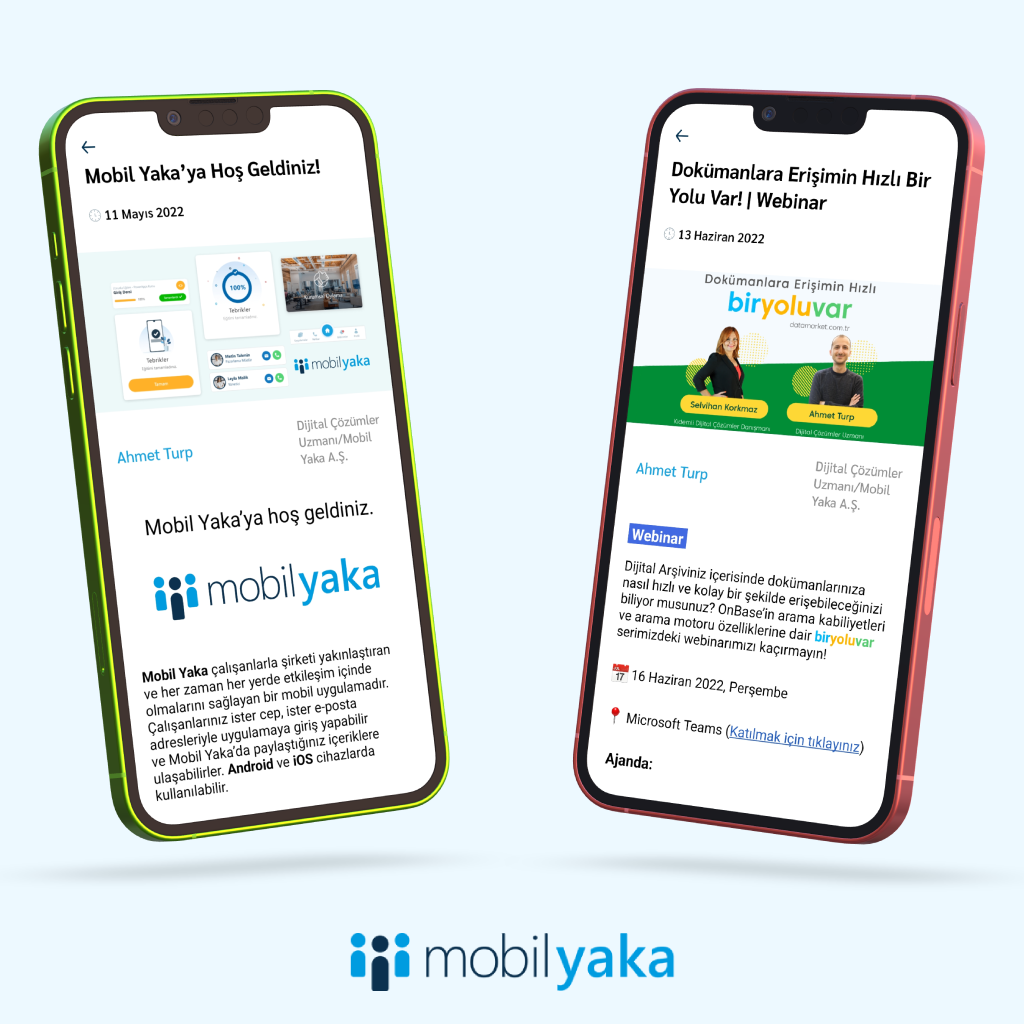 Mobil Yaka'ya Hoş Geldiniz!
11 Mayıs 2022
100%
Tebrikler
Tebrikler
mobilyaka
Ahmet Turp
Dijital Çözümler
Uzmanı/Mobil
Yaka A.Ş.
Mobil Yaka'ya hoş geldiniz.
mobilyaka
Mobil Yaka çalışanlarla şirketi yakınlaştıran
ve her zaman her yerde etkileşim içinde
olmalarını sağlayan bir mobil uygulamadır.
Çalışanlarınız ister cep, ister e-posta
adresleriyle uygulamaya giriş yapabilir
ve Mobil Yaka'da paylaştığınız içeriklere
ulaşabilirler. Android ve iOS cihazlarda
kullanılabilir.
Dokümanlara Erişimin Hızlı Bir
Yolu Var! | Webinar
13 Haziran 2022
Dokümanlara Erişimin Hızlı
biryoluvar
datamarket.com.tr
Selvihan Korkmaz
Kıdemli Dijital Çözümler Danışmanı
Ahmet Turp
Dijital Çözümler Uzmanı
Ahmet Turp
Dijital Çözümler
Uzmanı/Mobil
Yaka A.Ş.
Webinar
Dijital Arşiviniz içerisinde dokümanlarınıza
nasıl hızlı ve kolay bir şekilde erişebileceğinizi
biliyor musunuz? OnBase'in arama kabiliyetleri
ve arama motoru özelliklerine dair biryoluvar
serimizdeki webinarımızı kaçırmayın!
17 16 Haziran 2022, Perşembe
Microsoft Teams (Katılmak için tıklayınız)
Ajanda:
mobilyaka